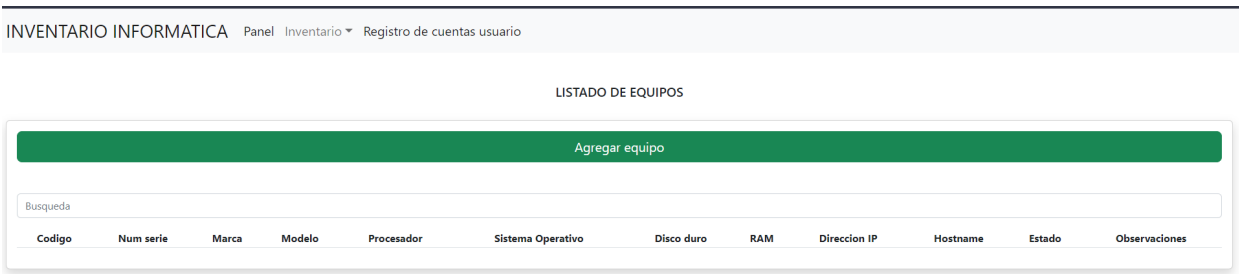 INVENTARIO INFORMATICA Panel Inventario Registro de cuentas usuario
LISTADO DE EQUIPOS
Agregar equipo
Busqueda
Codigo Num serie Marca Modelo Procesador Sistema Operativo Disco duro RAM Direccion IP Hostname Estado Observaciones